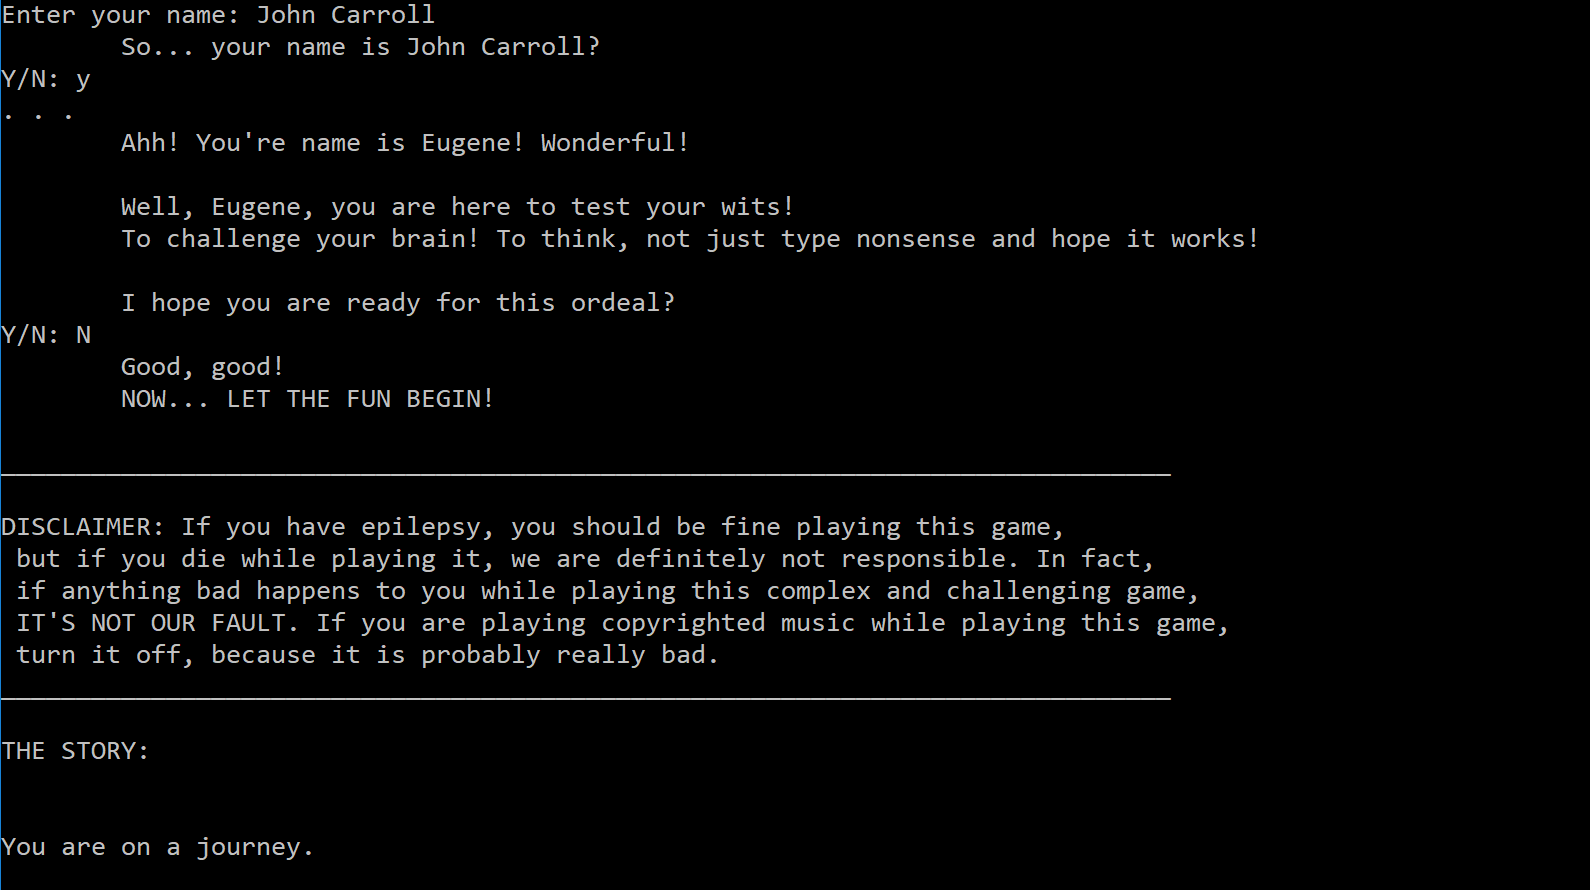 Enter your name: John Carroll
So... your name is John Carroll?
Y/N: y
. . .
Ahh! You're name is Eugene! Wonderful!
Well, Eugene, you are here to test your wits!
To challenge your brain! To think, not just type nonsense and hope it works!
I hope you are ready for this ordeal?
Y/N: N
Good, good!
NOW... LET THE FUN BEGIN!
DISCLAIMER: If you have epilepsy, you should be fine playing this game,
but if you die while playing it, we are definitely not responsible. In fact,
if anything bad happens to you while playing this complex and challenging game,
IT'S NOT OUR FAULT. If you are playing copyrighted music while playing this game,
turn it off, because it is probably really bad.
THE STORY:
You are on a journey.